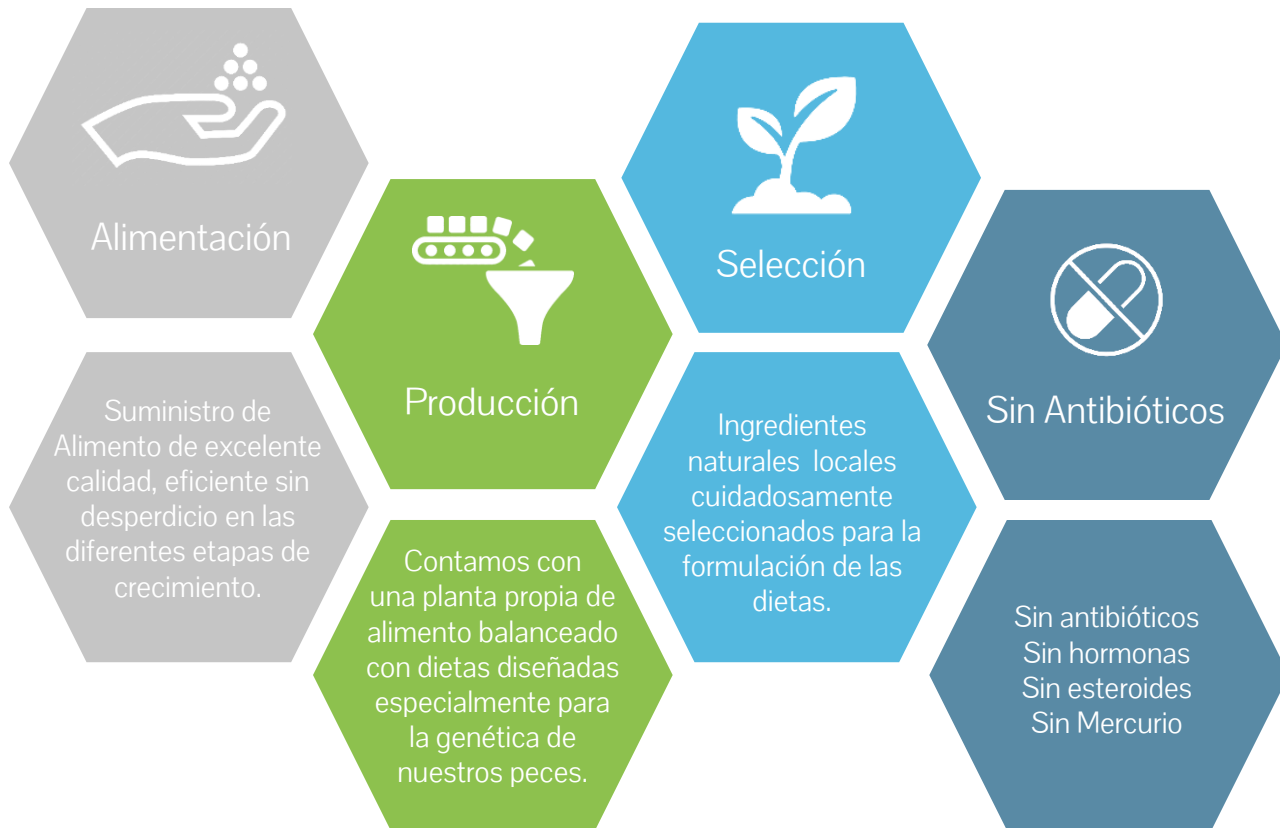 Alimentación
Suministro de
Alimento de excelente
calidad, eficiente sin
desperdicio en las
diferentes etapas de
crecimiento.
Producción
Contamos con
una planta propia de
alimento balanceado
con dietas diseñadas
especialmente para
la genética de
nuestros peces.
Selección
Ingredientes
naturales  locales
cuidadosamente
seleccionados para la
formulación de las
dietas.
Sin Antibióticos
Sin antibióticos
Sin hormonas
Sin esteroides
Sin Mercurio